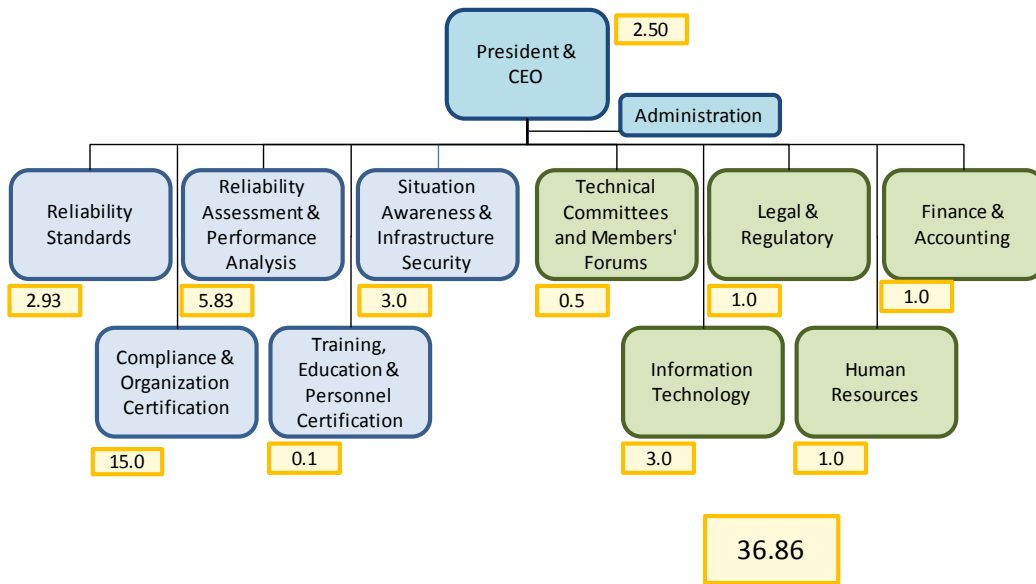 President &
CEO
2.50
Administration
Reliability
Standards
2.93
Reliability
Assessment &
Performance
Analysis
5.83
Situation
Awareness &
Infrastructure
Security
3.0
Technical
Committees
and Members'
Forums
0.5
Legal &
Regulatory
1.0
Finance &
Accounting
1.0
Compliance &
Organization
Certification
15.0
Training,
Education &
Personnel
Certification
0.1
Information
Technology
3.0
Human
Resources
1.0
36.86